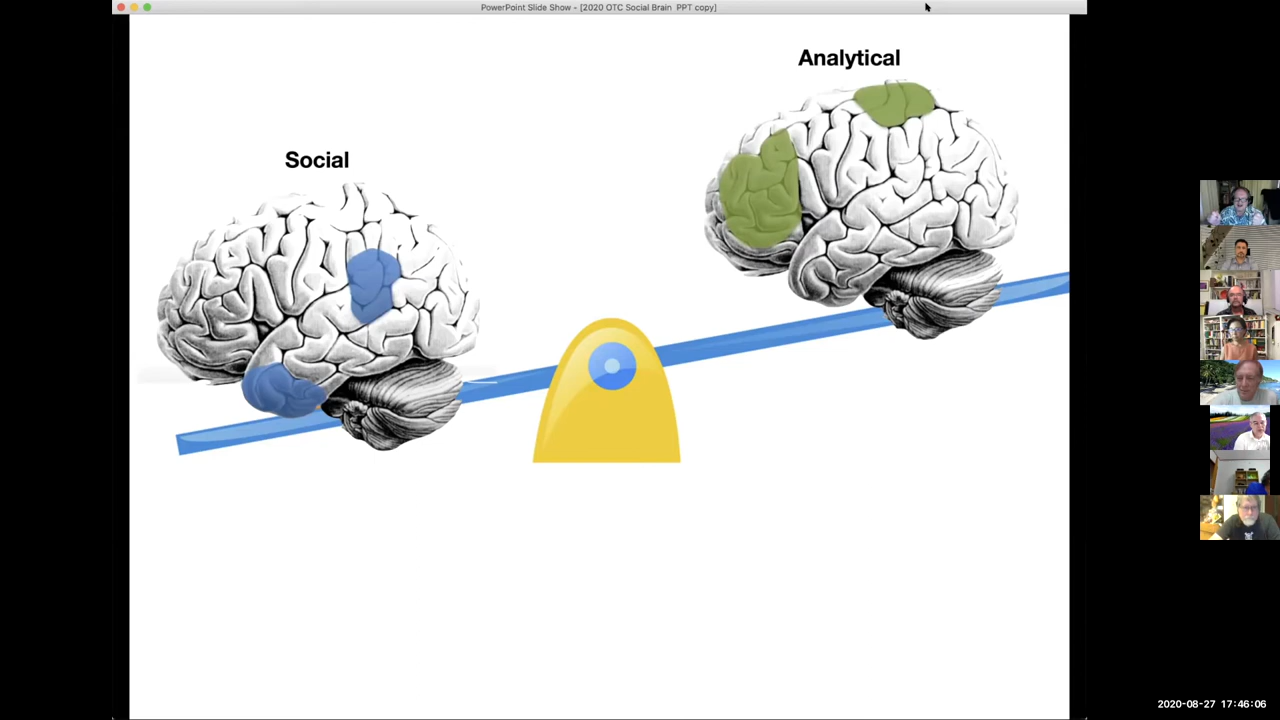 PowerPoint Slide Show - [2020 OTC Social Brain  PPT copy]
Analytical
Social
2020-08-27 17:46:06